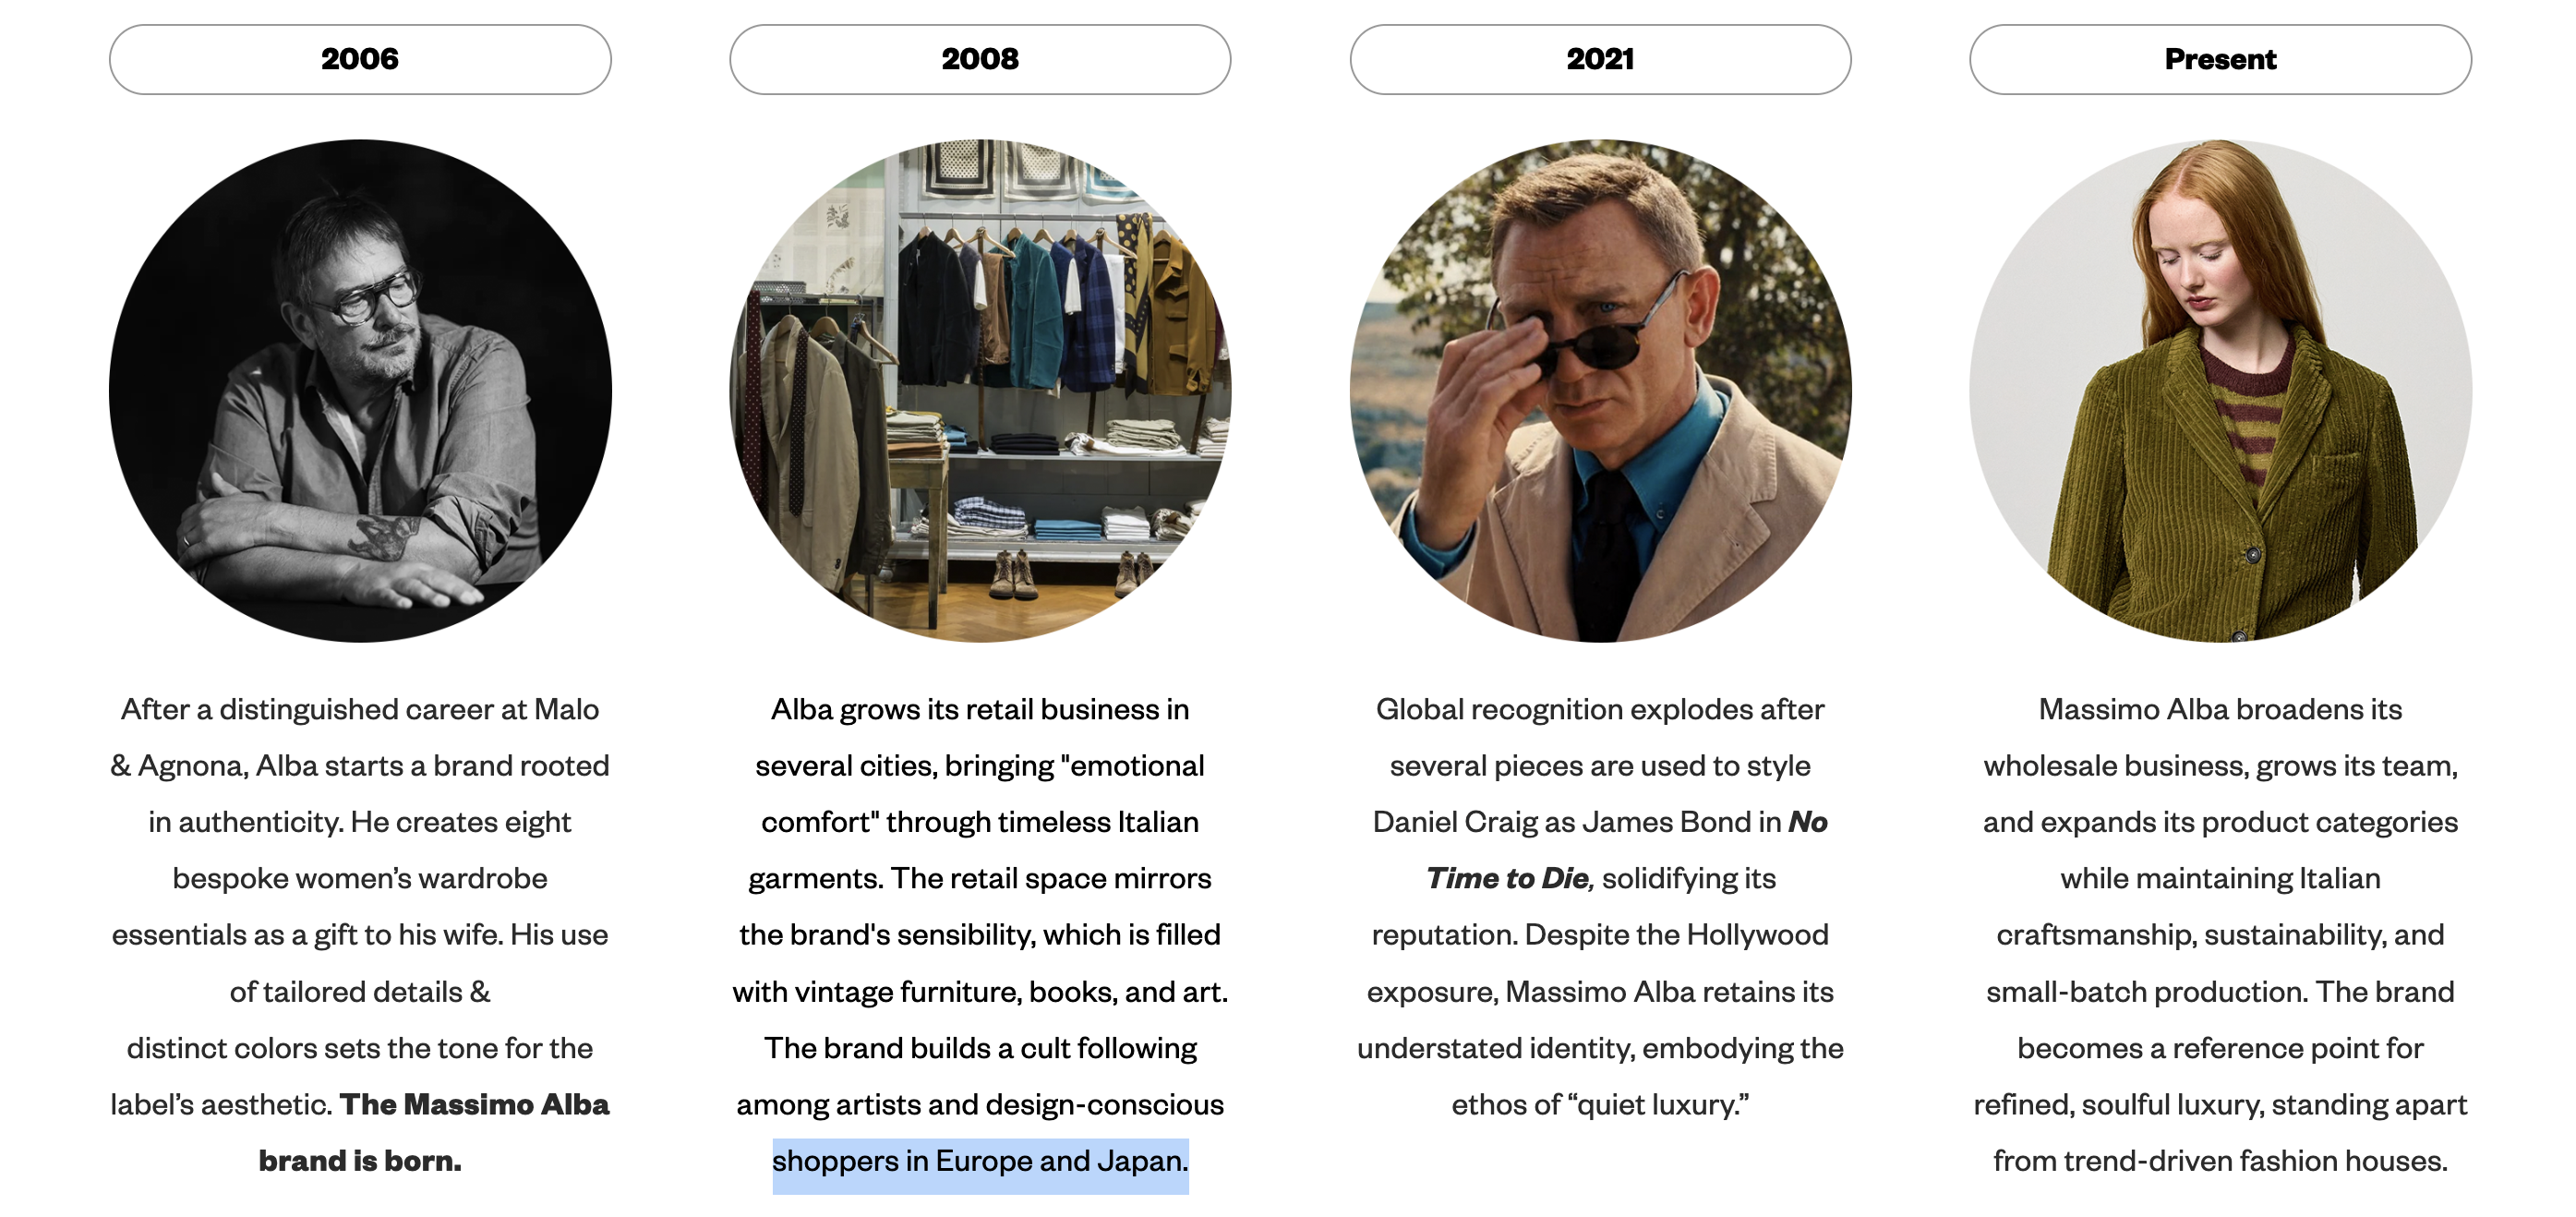 2006
After a distinguished career at Malo
& Agnona, Alba starts a brand rooted
in authenticity. He creates eight
bespoke women’s wardrobe
essentials as a gift to his wife. His use
of tailored details &
distinct colors sets the tone for the
label’s aesthetic. The Massimo Alba
brand is born.
2008
Alba grows its retail business in
several cities, bringing "emotional
comfort" through timeless Italian
garments. The retail space mirrors
the brand's sensibility, which is filled
with vintage furniture, books, and art.
The brand builds a cult following
among artists and design-conscious
shoppers in Europe and Japan.
2021
Global recognition explodes after
several pieces are used to style
Daniel Craig as James Bond in No
Time to Die, solidifying its
reputation. Despite the Hollywood
exposure, Massimo Alba retains its
understated identity, embodying the
ethos of “quiet luxury.”
Present
Massimo Alba broadens its
wholesale business, grows its team,
and expands its product categories
while maintaining Italian
craftsmanship, sustainability, and
small-batch production. The brand
becomes a reference point for
refined, soulful luxury, standing apart
from trend-driven fashion houses.